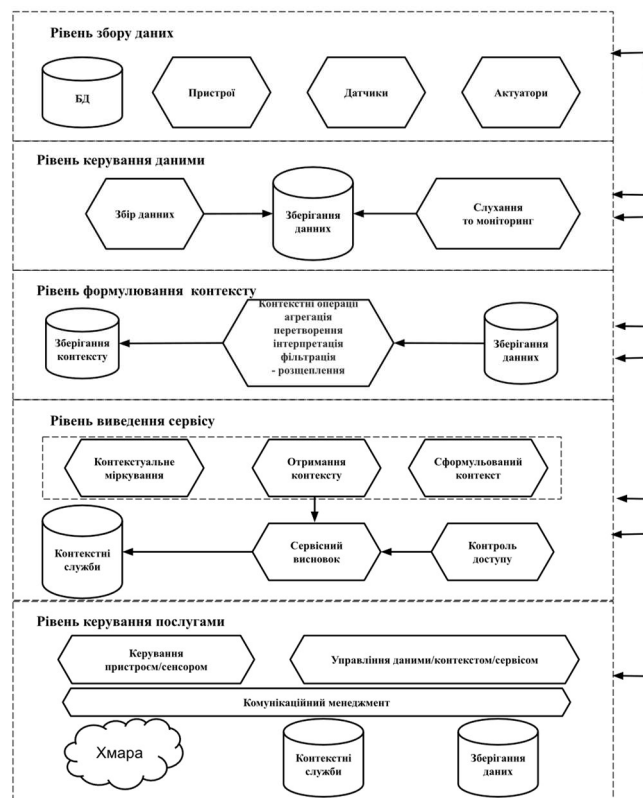 Рівень збору даних
БД
Пристрої
Датчики
Актуатори
Рівень керування даними
Збір данних
Зберігання
данних
Слухання
то моніторинг
Рівень формулювання контексту
Зберігання
контексту
Контекстні операції
агрегація
перетворення
інтерпретація
фільтрація
- розщеплення
Зберігання
данних
Рівень виведення сервісу
Контекстуальне
міркування
Отримання
контексту
Сформульований
контекст
Контекстні
служби
Сервісний
висновок
Контроль
доступу
Рівень керування послугами
Керування
пристроєм/сенсором
Управління даними/контекстом/сервісом
Комунікаційний менеджмент
Хмара
Контекстні
служби
Зберігання
даних